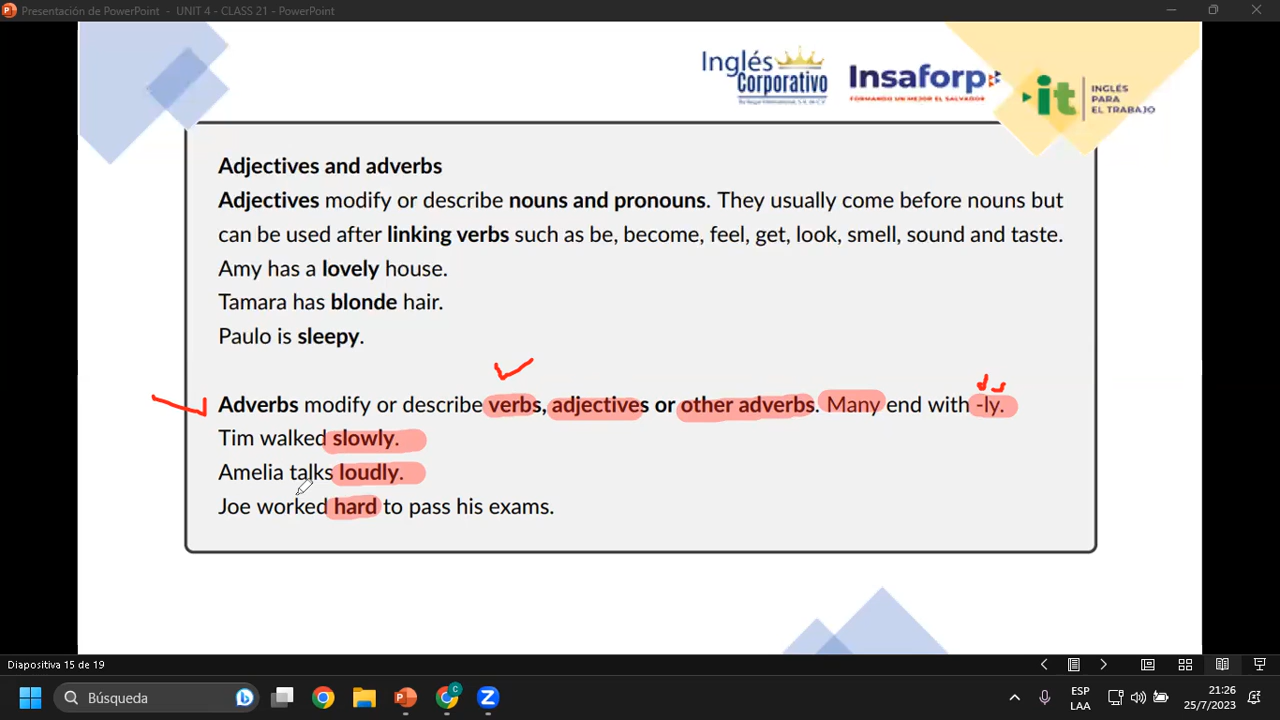 Presentación de PowerPoint - UNIT 4 - CLASS 21 - PowerPoint
Inglés
Corporativo
Insaforp
FORMANDO UN MEJOR EL SALVADOR
it
INGLÉS
PARA
EL TRABAJO
Adjectives and adverbs
Adjectives modify or describe nouns and pronouns. They usually come before nouns but
can be used after linking verbs such as be, become, feel, get, look, smell, sound and taste.
Amy has a lovely house.
Tamara has blonde hair.
Paulo is sleepy.
Adverbs modify or describe verbs, adjectives or other adverbs. Many end with -ly.
Tim walked slowly.
Amelia talks loudly.
Joe worked hard to pass his exams.
Diapositiva 15 de 19
Búsqueda
ESP
LAA
21:26
25/7/2023